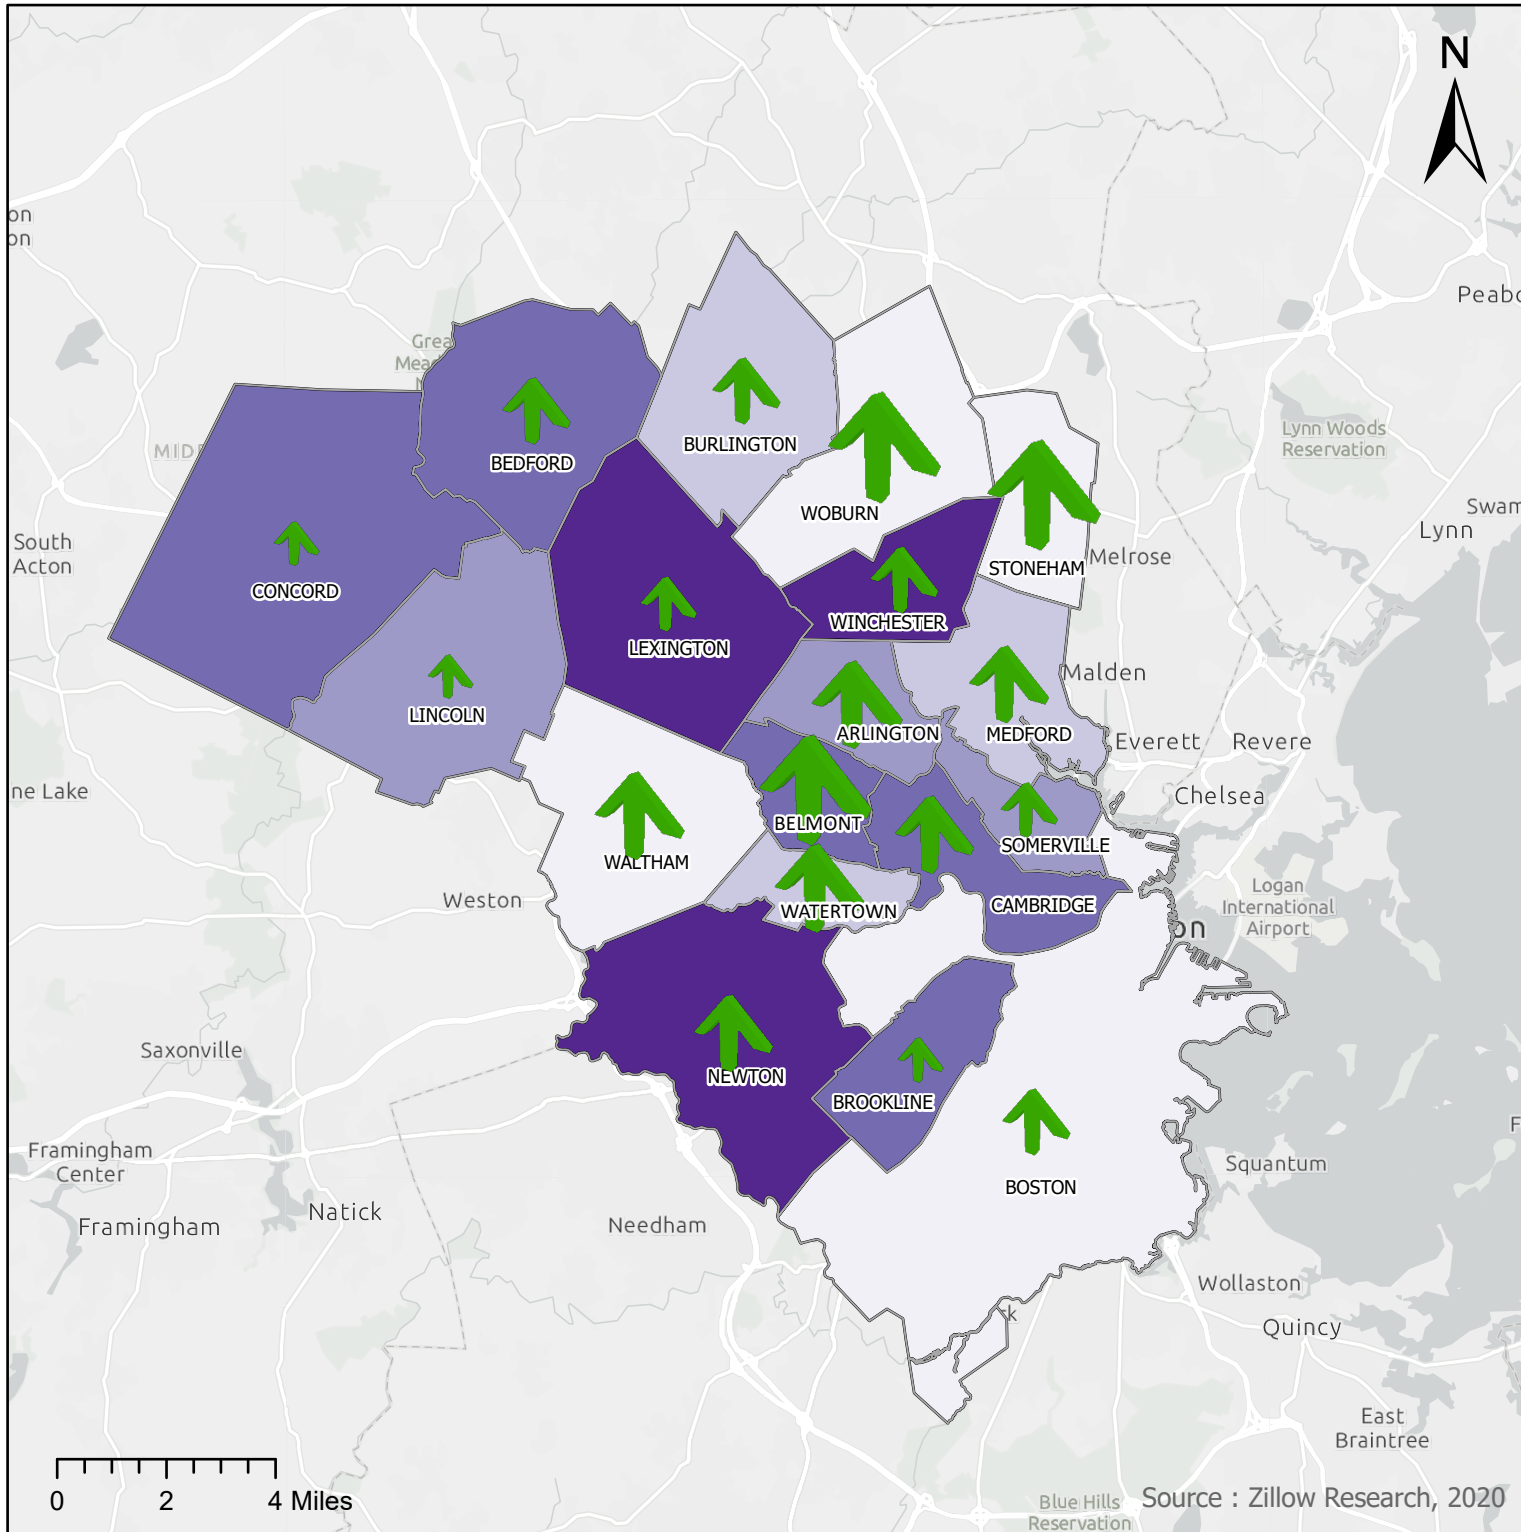 N
on
on
Peabo
Grea
Mead
N
Lynn Woods
Reservation
BURLINGTON
MIDD
BEDFORD
Swam
WOBURN
Lynn
South
Acton
Melrose
STONEHAM
CONCORD
WINCHESTER
LEXINGTON
Malden
LINCOLN
ARLINGTON
MEDFORD
Everett
Revere
ne Lake
Chelsea
BELMONT
SOMERVILLE
WALTHAM
Weston
Logan
International
Airport
CAMBRIDGE
WATERTOWN
on
Saxonville
NEWTON
BROOKLINE
F
Framingham
Center
Squantum
BOSTON
Natick
Framingham
Needham
Wollaston
k
Quincy
East
Braintree
0 2 4 Miles
Blue Hills
Reservation
Source : Zillow Research, 2020